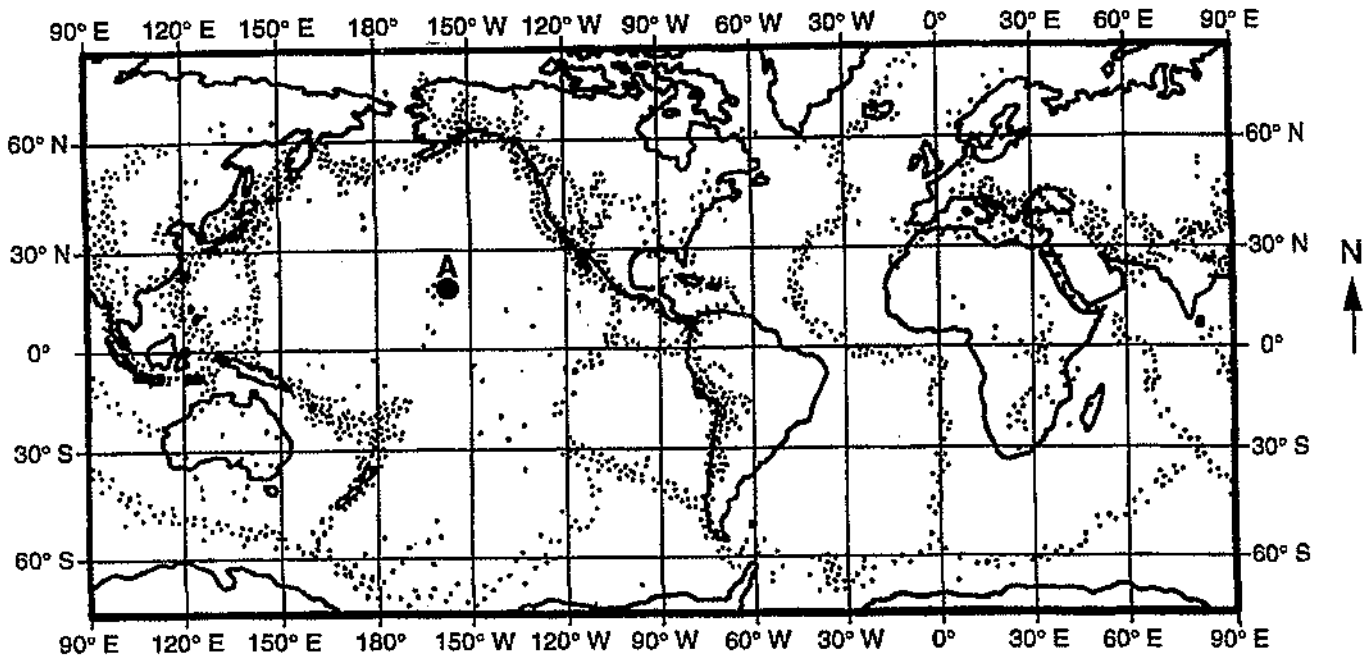 90° E 120° E 150° E 180° 150° W 120° W 90° W 60° W 30° W 0° 30° E 60° E 90° E
60° N 60° N
30° N 30° N
N
A
0° 0°
30° S 30° S
60° S 60° S
90° E 120° E 150° E 180° 150° W 120° W 90° W 60° W 30° W 0° 30° E 60° E 90° E